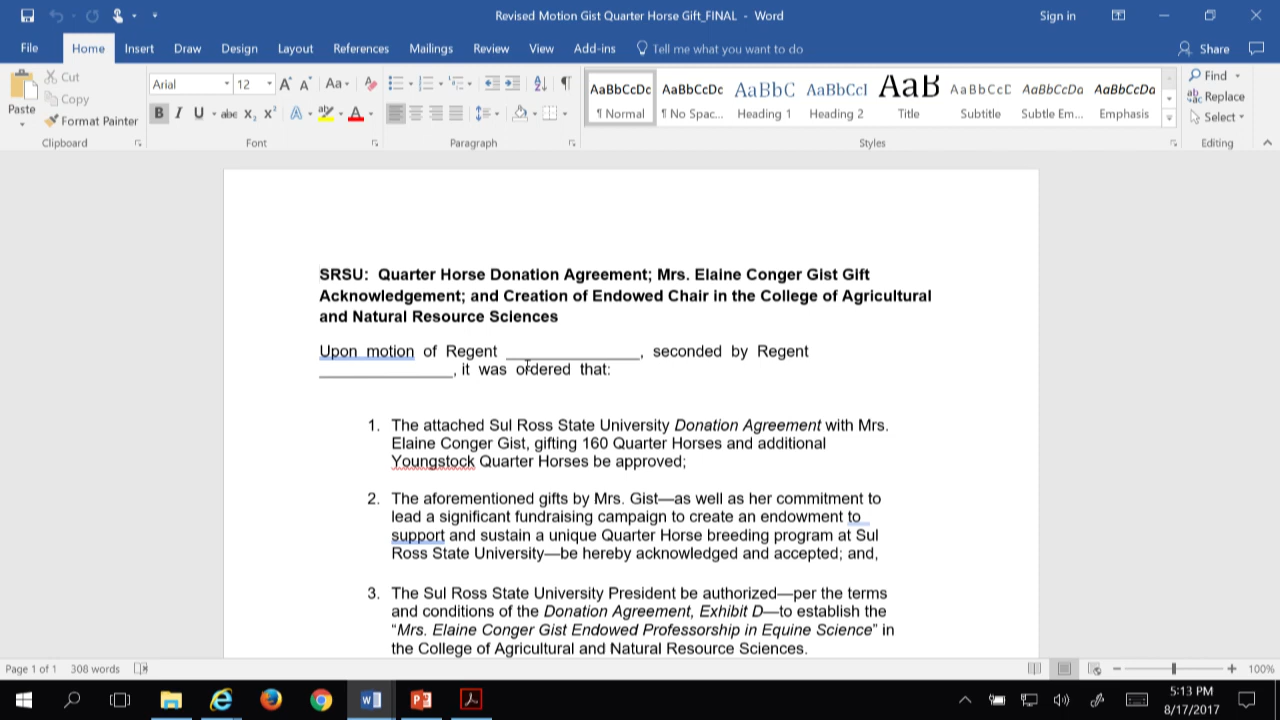 Revised Motion Gist Quarter Horse Gift_FINAL - Word
Sign in
File Home Insert Draw Design Layout References Mailings Review View Add-ins Tell me what you want to do Share
Paste
Cut
Copy
Format Painter
Clipboard
Arial 12
Font
Paragraph
AaBbCcDc AaBbCcDc AaBbC AaBbCcI AaB AaBbCcD AaBbCcDa AaBbCcDa
¶ Normal ¶ No Spac... Heading 1 Heading 2 Title Subtitle Subtle Em... Emphasis
Styles
Find
Replace
Select
Editing
SRSU: Quarter Horse Donation Agreement; Mrs. Elaine Conger Gist Gift
Acknowledgement; and Creation of Endowed Chair in the College of Agricultural
and Natural Resource Sciences
Upon motion of Regent _______________, seconded by Regent
_______________, it was ordered that:
1. The attached Sul Ross State University Donation Agreement with Mrs.
Elaine Conger Gist, gifting 160 Quarter Horses and additional
Youngstock Quarter Horses be approved;
2. The aforementioned gifts by Mrs. Gist—as well as her commitment to
lead a significant fundraising campaign to create an endowment to
support and sustain a unique Quarter Horse breeding program at Sul
Ross State University—be hereby acknowledged and accepted; and,
3. The Sul Ross State University President be authorized—per the terms
and conditions of the Donation Agreement, Exhibit D—to establish the
“Mrs. Elaine Conger Gist Endowed Professorship in Equine Science” in
the College of Agricultural and Natural Resource Sciences.
Page 1 of 1 308 words
100%
5:13 PM
8/17/2017